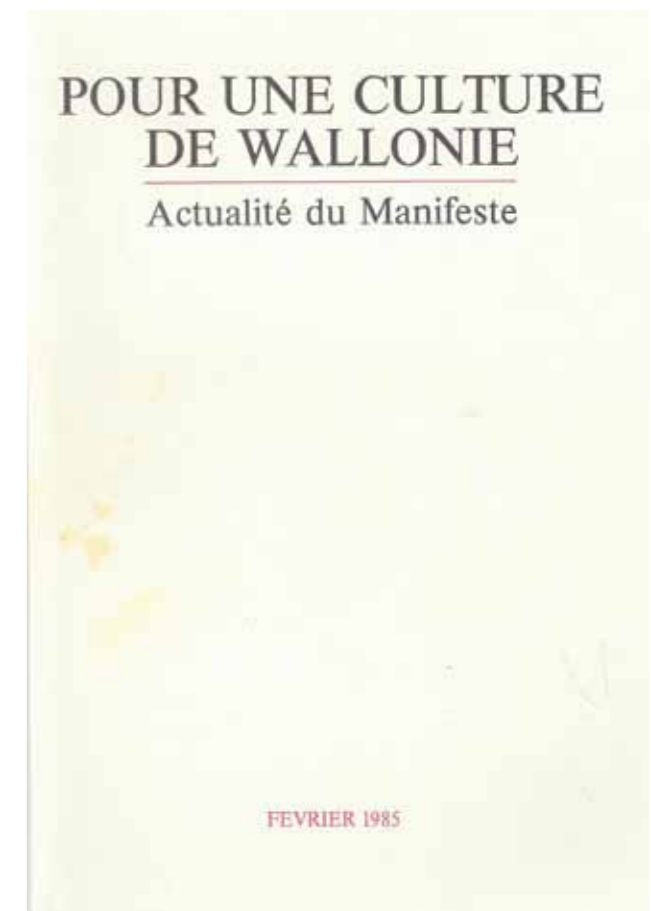 POUR UNE CULTURE
DE WALLONIE
Actualité du Manifeste
FEVRIER 1985